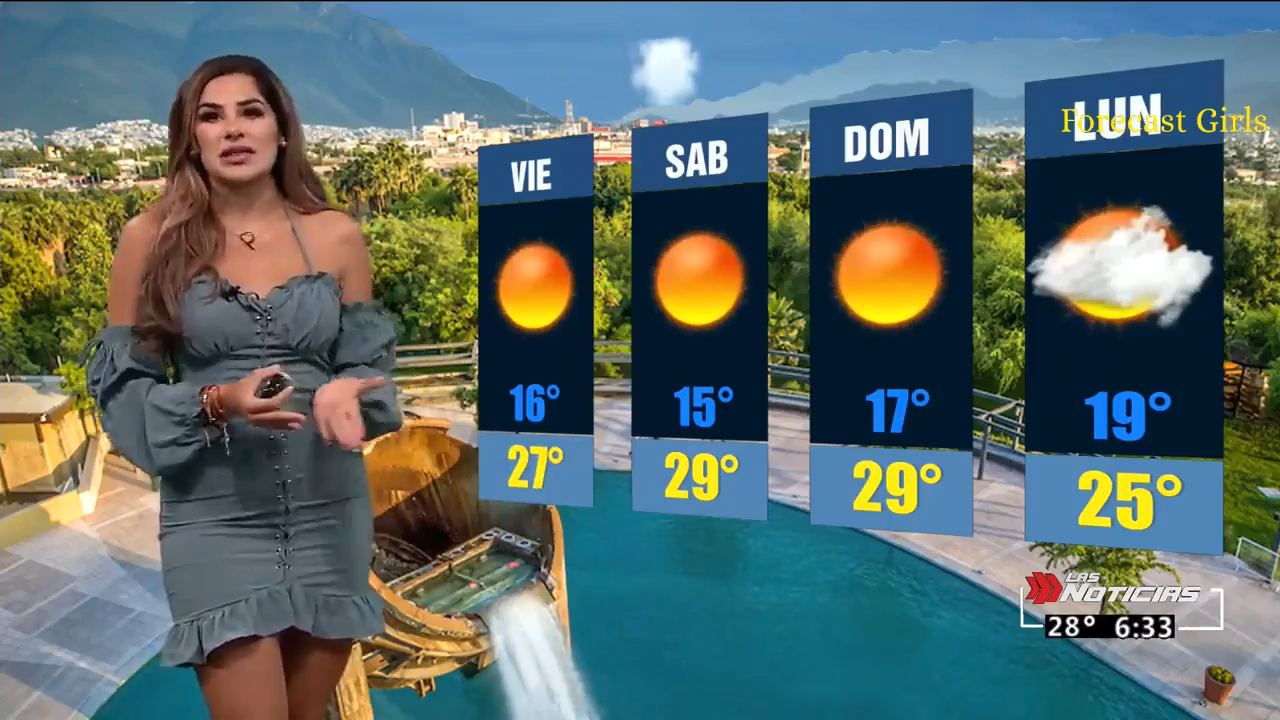 VIE
SAB
DOM
LUN
Forecast Girls
16°
15°
17°
19°
27°
29°
29°
25°
LAS
NOTICIAS
28° 6:33